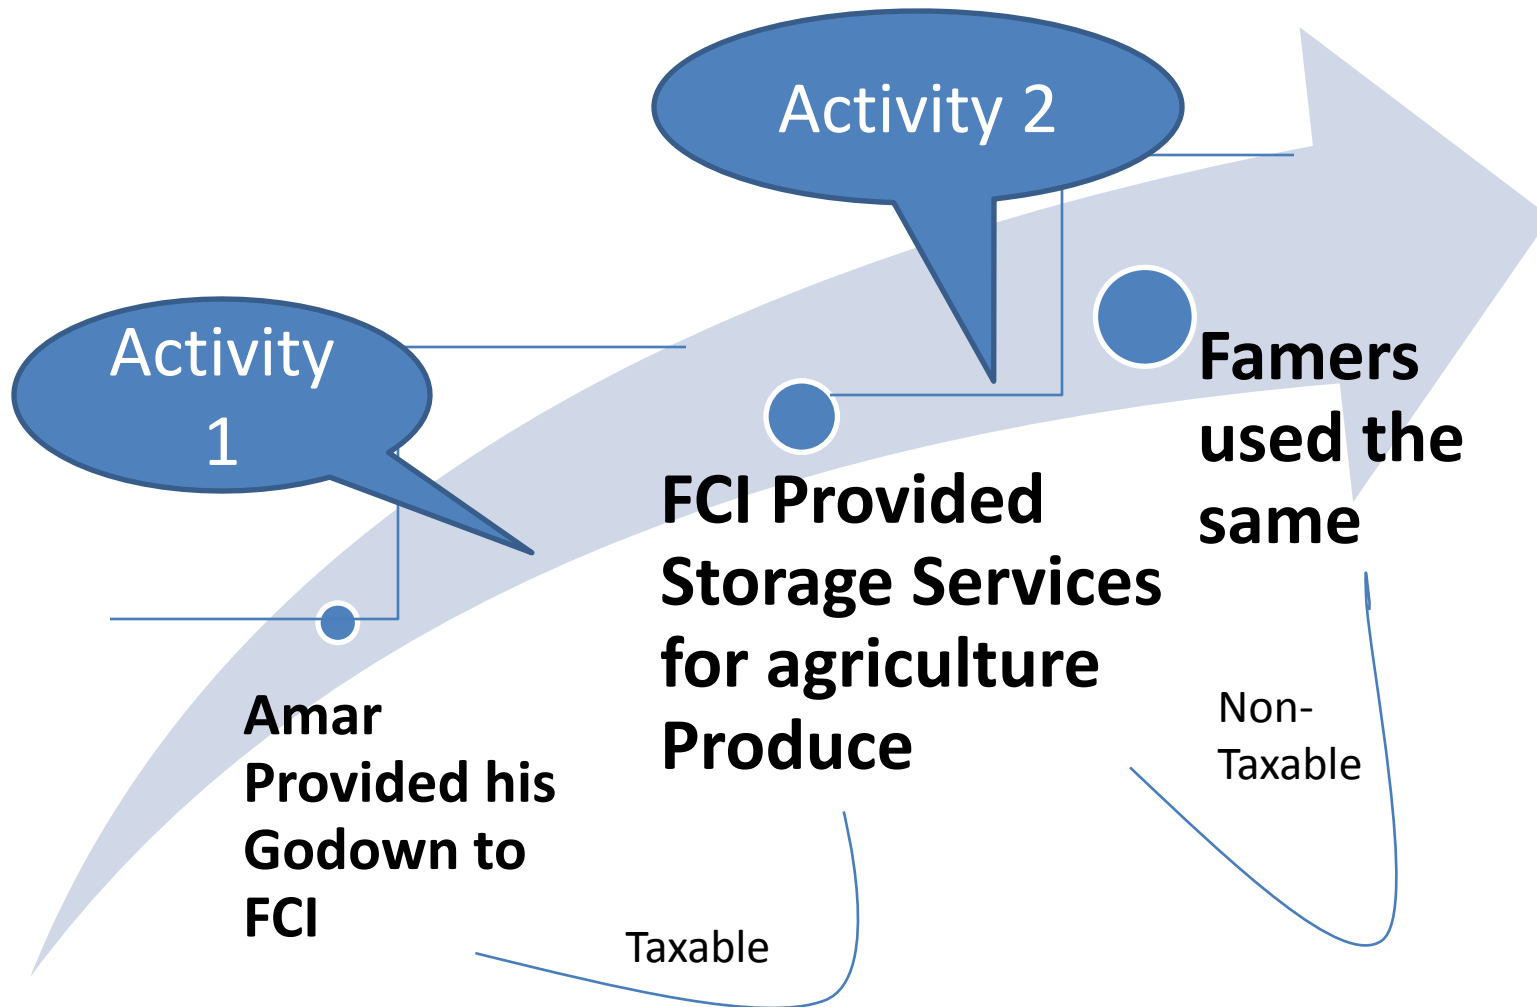 Activity 2
Activity
1
Famers
used the
same
FCI Provided
Storage Services
for agriculture
Produce
Amar
Provided his
Godown to
FCI
Non-
Taxable
Taxable